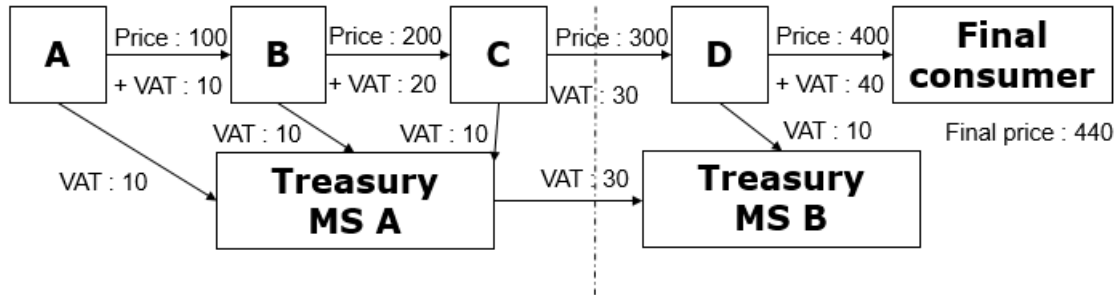 A
Price : 100
+ VAT : 10
B
Price : 200
+ VAT : 20
C
Price : 300
VAT : 30
D
Price : 400
+ VAT : 40
Final
consumer
VAT : 10
VAT : 10
VAT : 10
VAT : 10
Final price : 440
Treasury
MS A
VAT : 30
Treasury
MS B